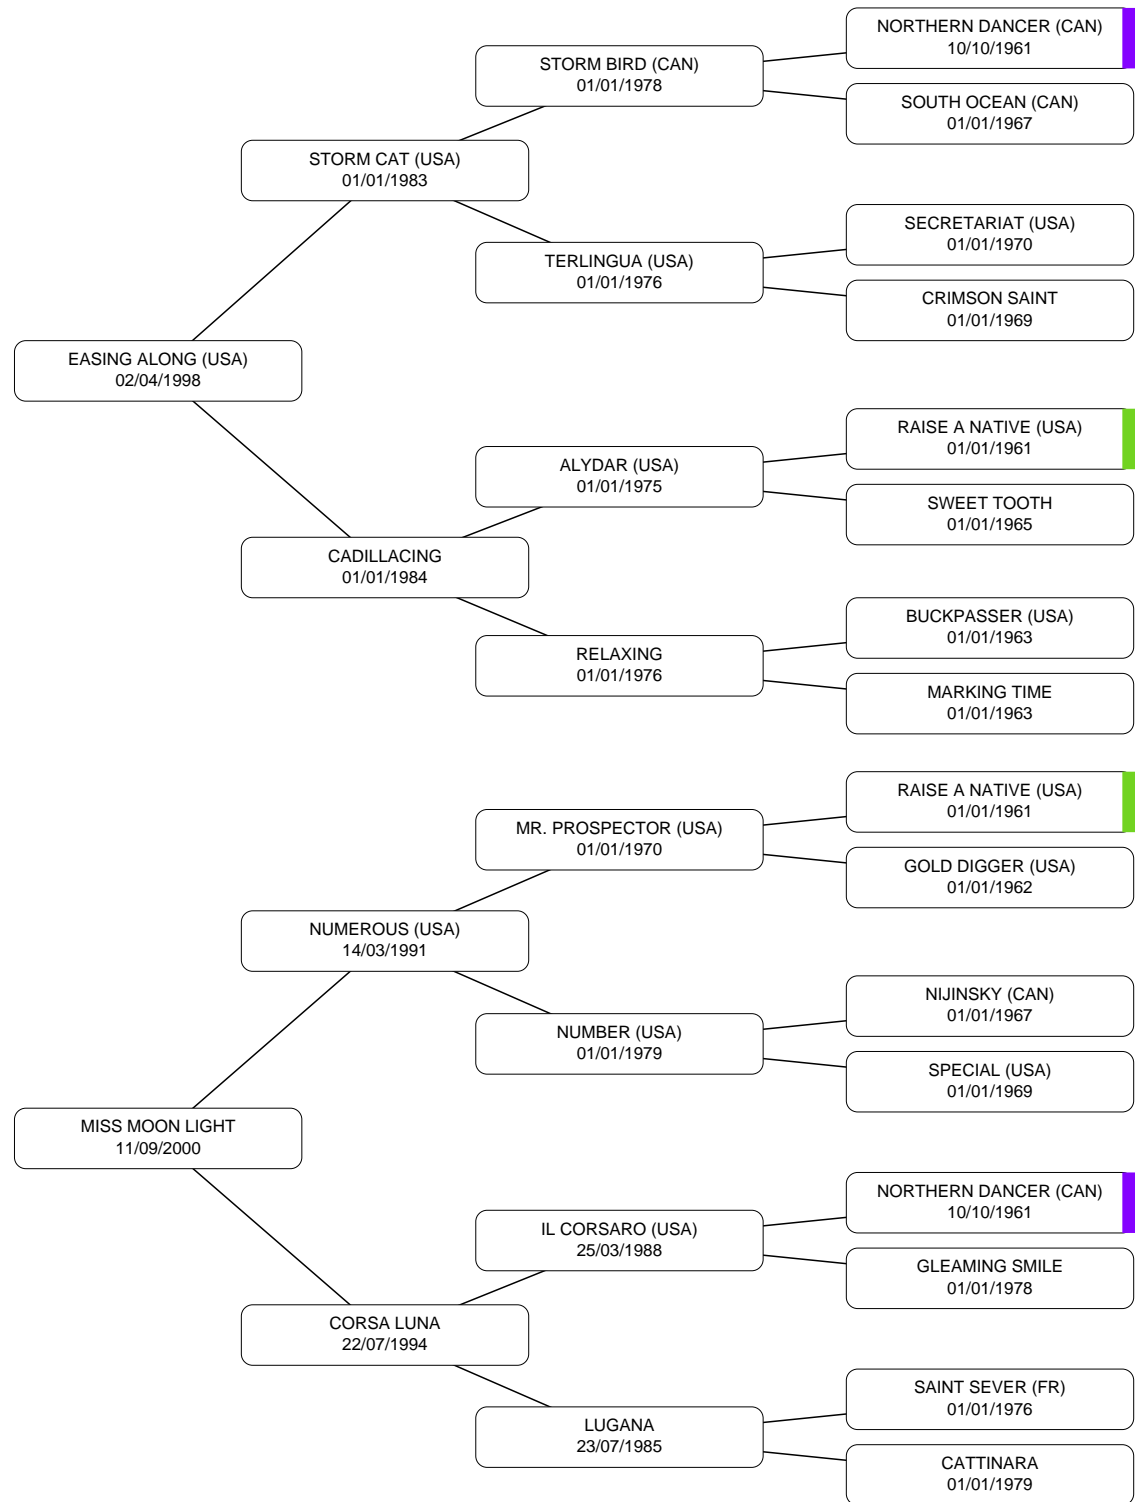 NORTHERN DANCER (CAN)
10/10/1961
STORM BIRD (CAN)
01/01/1978
SOUTH OCEAN (CAN)
01/01/1967
STORM CAT (USA)
01/01/1983
SECRETARIAT (USA)
01/01/1970
TERLINGUA (USA)
01/01/1976
CRIMSON SAINT
01/01/1969
EASING ALONG (USA)
02/04/1998
RAISE A NATIVE (USA)
01/01/1961
ALYDAR (USA)
01/01/1975
SWEET TOOTH
01/01/1965
CADILLACING
01/01/1984
BUCKPASSER (USA)
01/01/1963
RELAXING
01/01/1976
MARKING TIME
01/01/1963
RAISE A NATIVE (USA)
01/01/1961
MR. PROSPECTOR (USA)
01/01/1970
GOLD DIGGER (USA)
01/01/1962
NUMEROUS (USA)
14/03/1991
NIJINSKY (CAN)
01/01/1967
NUMBER (USA)
01/01/1979
SPECIAL (USA)
01/01/1969
MISS MOON LIGHT
11/09/2000
NORTHERN DANCER (CAN)
10/10/1961
IL CORSARO (USA)
25/03/1988
GLEAMING SMILE
01/01/1978
CORSA LUNA
22/07/1994
SAINT SEVER (FR)
01/01/1976
LUGANA
23/07/1985
CATTINARA
01/01/1979